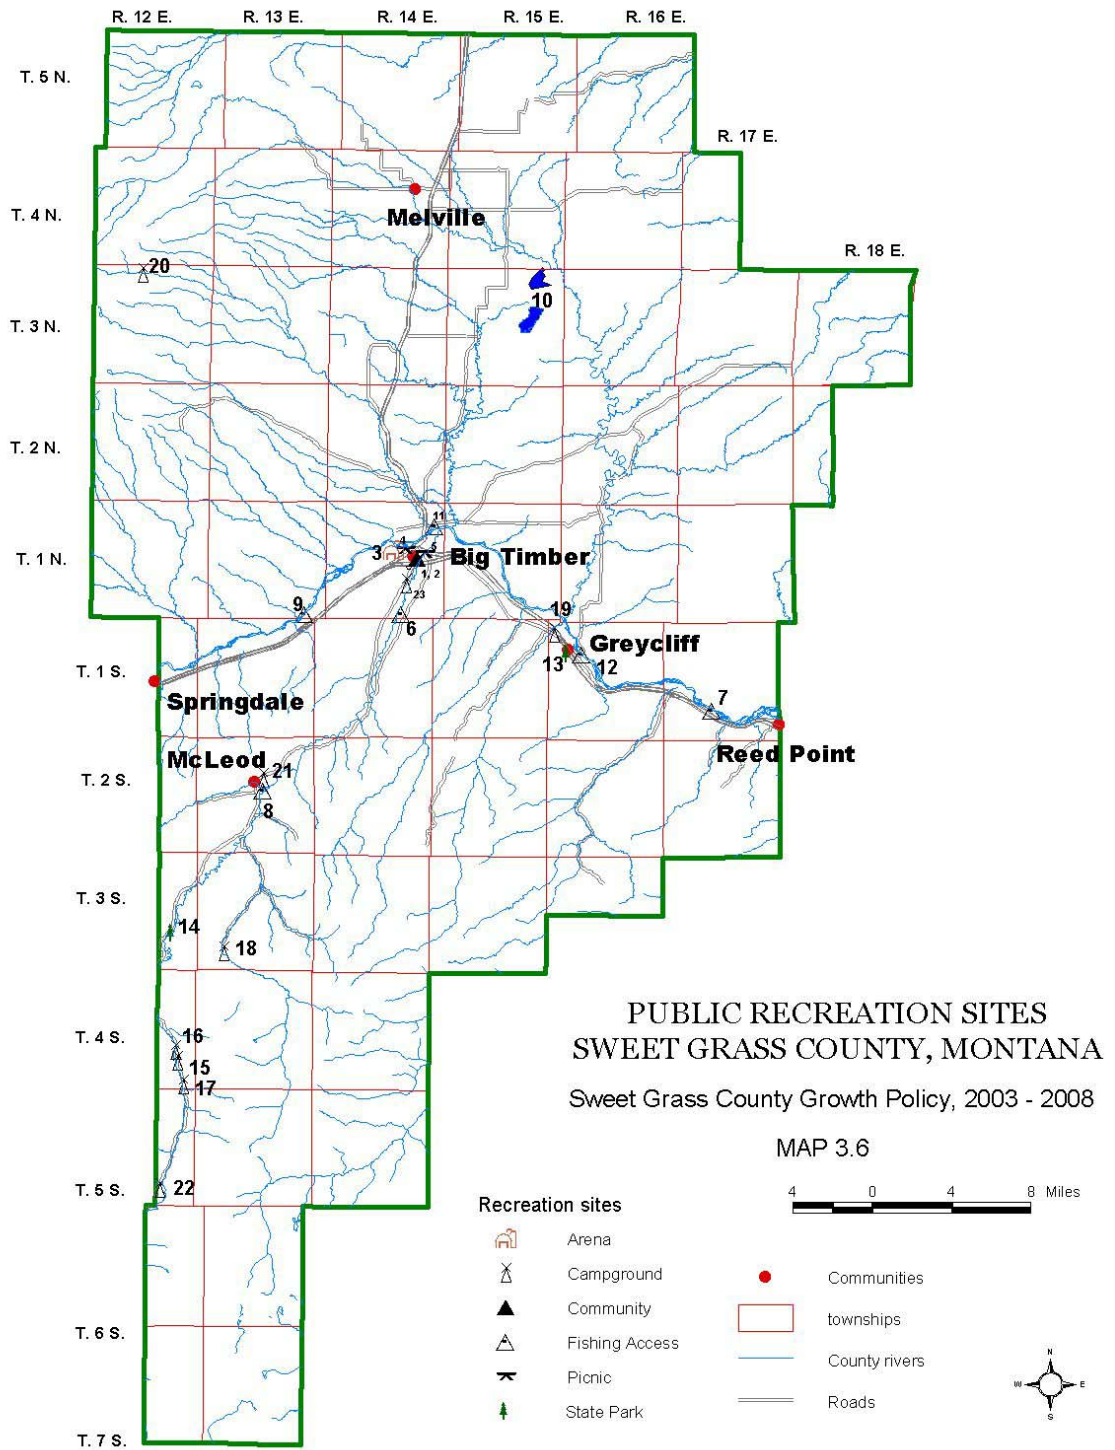 R. 12 E. R. 13 E. R. 14 E. R. 15 E. R. 16 E.
T. 5 N.
R. 17 E.
T. 4 N.
Melville
R. 18 E.
20
10
T. 3 N.
T. 2 N.
11
4
5
3
Big Timber
T. 1 N.
1, 2
23
9
6
19
Greycliff
13
12
T. 1 S.
Springdale
7
Reed Point
McLeod
21
T. 2 S.
8
T. 3 S.
14
18
PUBLIC RECREATION SITES
SWEET GRASS COUNTY, MONTANA
T. 4 S.
16
15
17
Sweet Grass County Growth Policy, 2003 - 2008
MAP 3.6
T. 5 S.
22
4 0 4 8 Miles
Recreation sites
Arena
Campground
Community
Fishing Access
Picnic
State Park
Communities
townships
County rivers
Roads
N
W E
S
T. 6 S.
T. 7 S.